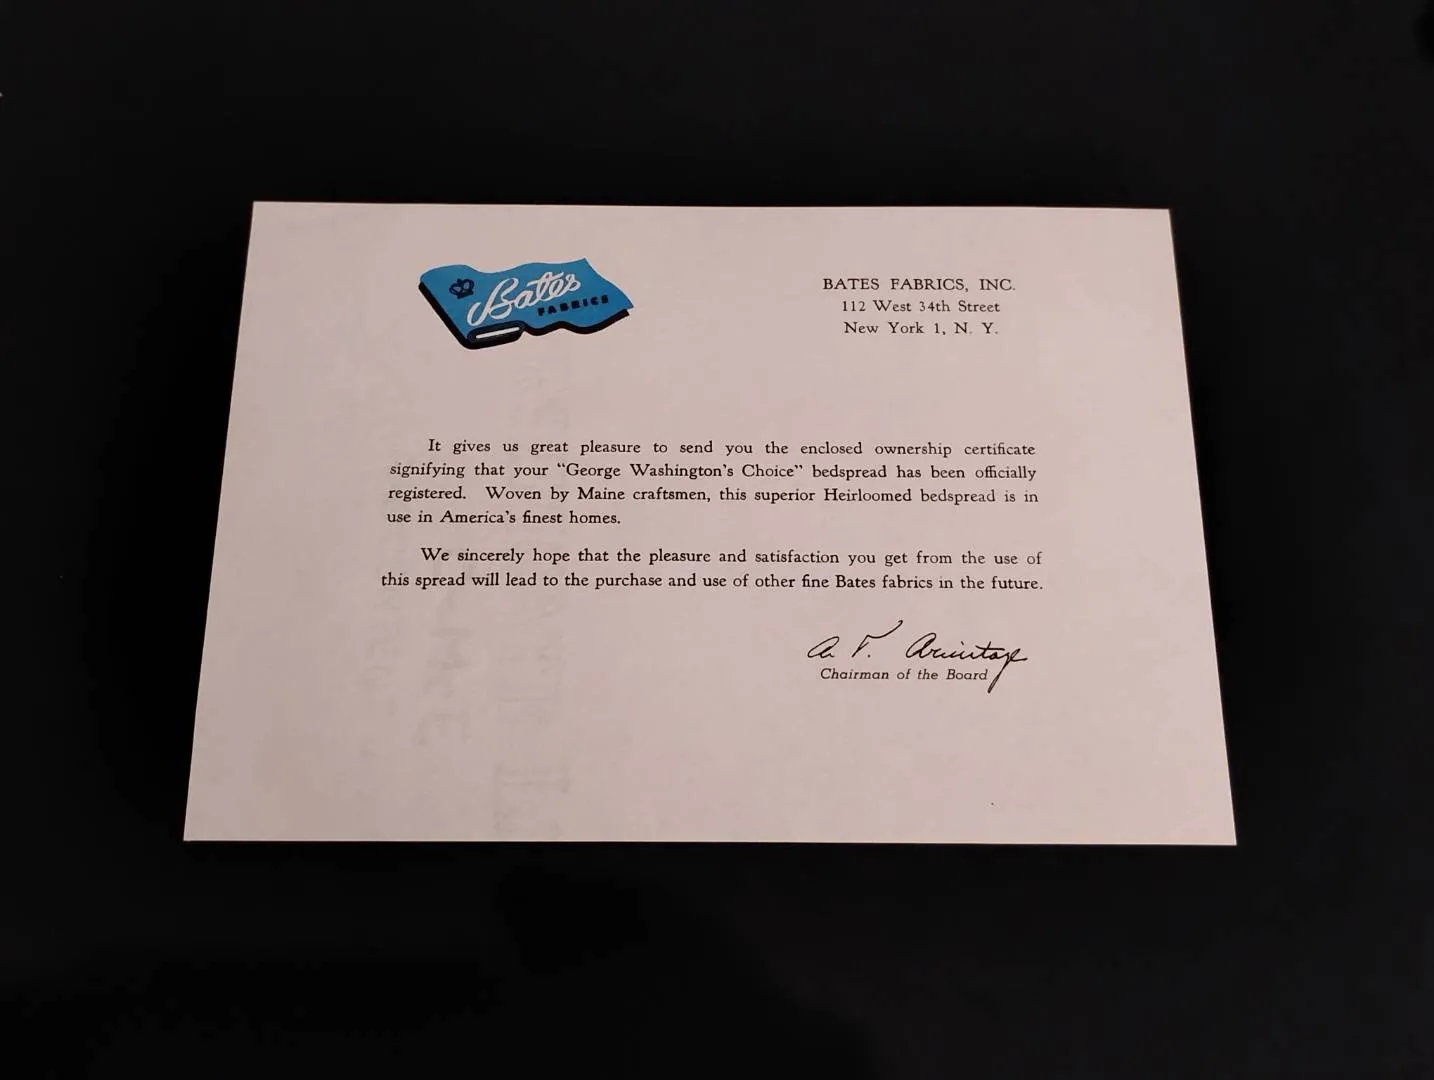 Bates
FABRICS
BATES FABRICS, INC.
112 West 34th Street
New York 1, N. Y.
It gives us great pleasure to send you the enclosed ownership certificate
signifying that your “George Washington’s Choice” bedspread has been officially
registered. Woven by Maine craftsmen, this superior Heirloomed bedspread is in
use in America’s finest homes.
We sincerely hope that the pleasure and satisfaction you get from the use of
this spread will lead to the purchase and use of other fine Bates fabrics in the future.
A. F. Armitage
Chairman of the Board